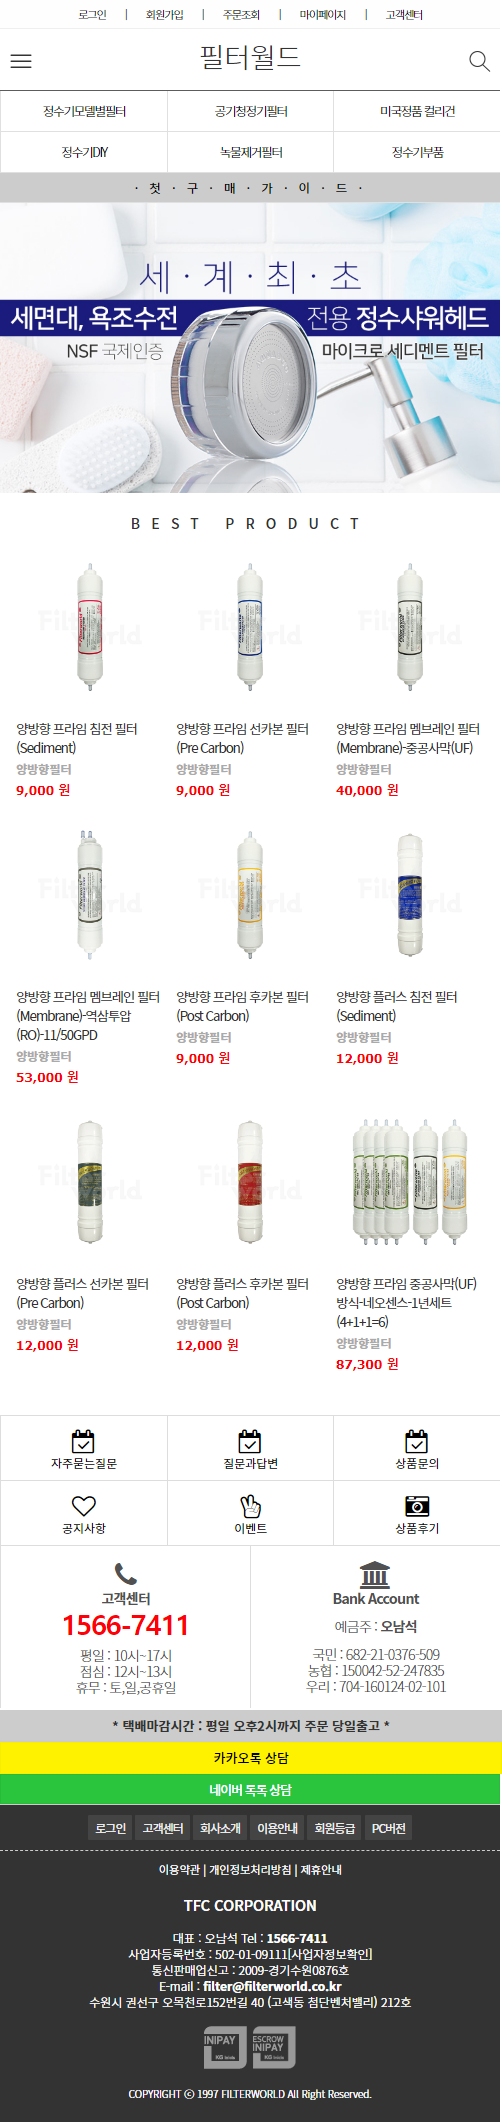 로그인 | 회원가입 | 주문조회 | 마이페이지 | 고객센터
필터월드
정수기모델별필터 공기청정기필터 미국정품 컬리건
정수기DIY 녹물제거필터 정수기부품
· 첫 · 구 · 매 · 가 · 이 · 드 ·
세 · 계 · 최 · 초
세면대, 욕조수전 전용 정수샤워헤드
NSF 국제인증 마이크로 세디멘트 필터
BEST PRODUCT
Filter World Filter World Filter World
양방향 프라임 침전 필터 양방향 프라임 선카본 필터 양방향 프라임 멤브레인 필터
(Sediment) (Pre Carbon) (Membrane)-중공사막(UF)
양방향필터 양방향필터 양방향필터
9,000 원 9,000 원 40,000 원
Filter World Filter World Filter World
양방향 프라임 멤브레인 필터 양방향 프라임 후카본 필터 양방향 플러스 침전 필터
(Membrane)-역삼투압 (Post Carbon) (Sediment)
(RO)-11/50GPD 양방향필터 양방향필터
양방향필터 9,000 원 12,000 원
53,000 원
Filter World Filter World
양방향 플러스 선카본 필터 양방향 플러스 후카본 필터 양방향 프라임 중공사막(UF)
(Pre Carbon) (Post Carbon) 방식-네오센스-1년세트
양방향필터 양방향필터 (4+1+1=6)
12,000 원 12,000 원 양방향필터
87,300 원
자주묻는질문 질문과답변 상품문의
공지사항 이벤트 상품후기
고객센터
1566-7411
평일 : 10시~17시
점심 : 12시~13시
휴무 : 토,일,공휴일
Bank Account
예금주 : 오남석
국민 : 682-21-0376-509
농협 : 150042-52-247835
우리 : 704-160124-02-101
* 택배마감시간 : 평일 오후2시까지 주문 당일출고 *
카카오톡 상담
네이버 톡톡 상담
로그인 고객센터 회사소개 이용안내 회원등급 PC버전
이용약관 | 개인정보처리방침 | 제휴안내
TFC CORPORATION
대표 : 오남석 Tel : 1566-7411
사업자등록번호 : 502-01-09111[사업자정보확인]
통신판매업신고 : 2009-경기수원0876호
E-mail : filter@filterworld.co.kr
수원시 권선구 오목천로152번길 40 (고색동 첨단벤처밸리) 212호
INIPAY ESCROW INIPAY
KG Inicis KG Inicis
COPYRIGHT ⓒ 1997 FILTERWORLD All Right Reserved.